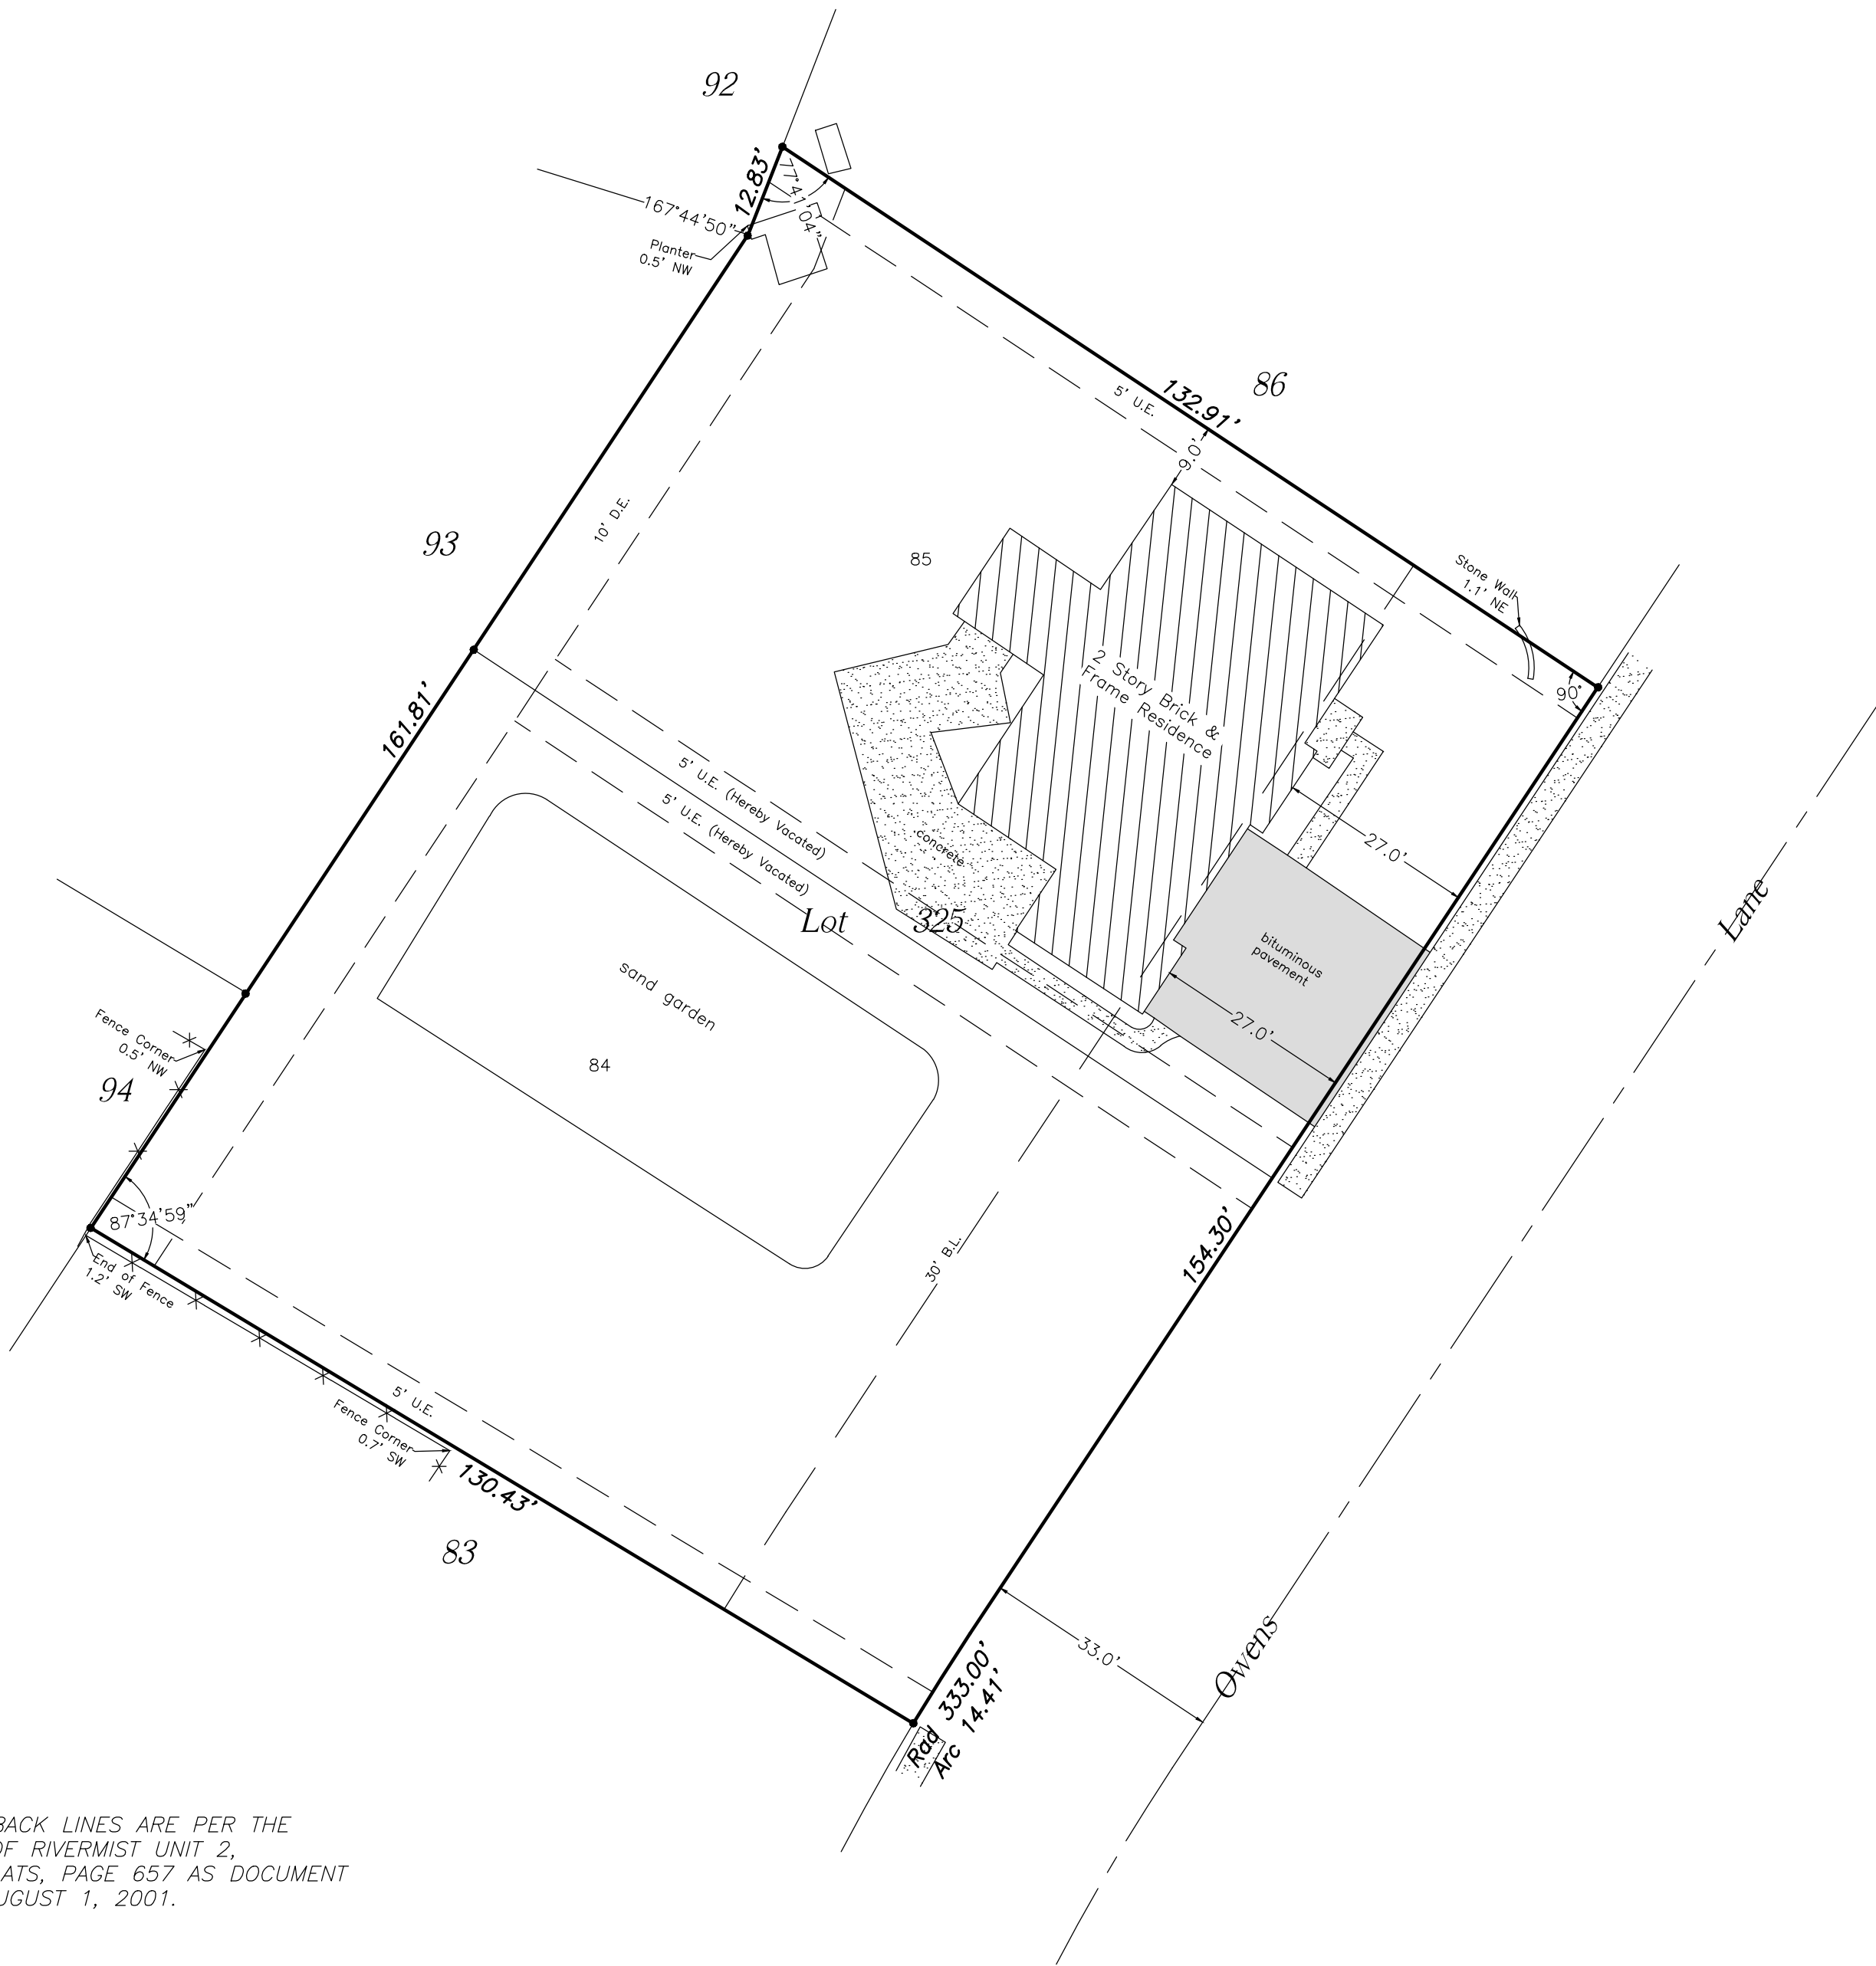 92
12.83'
77°41'04"
167°44'50"
Planter
0.5' NW
132.91'
86
5' U.E.
9.0'
10' D.E.
93
85
Stone Wall
1.1' NE
90°
2 Story Brick &
Frame Residence
161.81'
5' U.E. (Hereby Vacated)
5' U.E. (Hereby Vacated)
concrete
27.0'
Lane
Lot 325
bituminous
pavement
sand garden
27.0'
84
Fence Corner
0.5' NW
94
87°34'59"
End of Fence
1.2' SW
30' B.L.
154.30'
5' U.E.
Fence Corner
0.7' SW
130.43'
83
33.0'
Owens
Rad 333.00'
Arc 14.41'
BACK LINES ARE PER THE
OF RIVERMIST UNIT 2,
ATS, PAGE 657 AS DOCUMENT
UGUST 1, 2001.